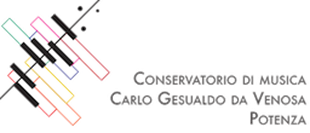 Conservatorio di musica
Carlo Gesualdo da Venosa
Potenza